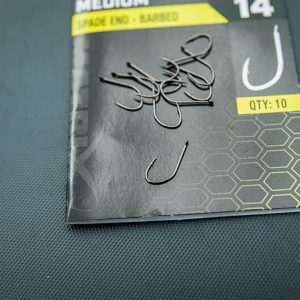 MEDIUM
14
SPADE END - BARBED
QTY: 10